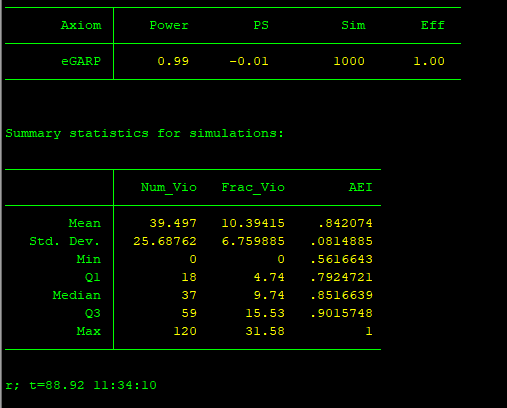 Axiom Power PS Sim Eff
eGARP 0.99 -0.01 1000 1.00
Summary statistics for simulations:
Num_Vio Frac_Vio AEI
Mean 39.497 10.39415 .842074
Std. Dev. 25.68762 6.759885 .0814885
Min 0 0 .5616643
Q1 18 4.74 .7924721
Median 37 9.74 .8516639
Q3 59 15.53 .9015748
Max 120 31.58 1
r; t=88.92 11:34:10